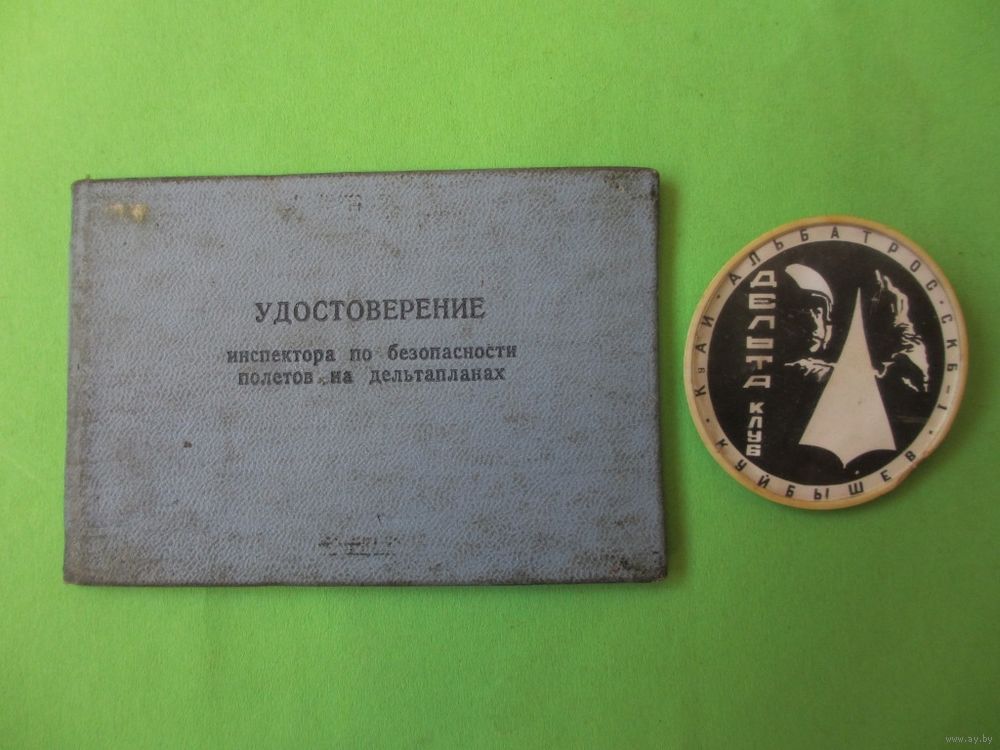 УДОСТОВЕРЕНИЕ
инспектора по безопасности
полетов на дельтапланах
КуАИ · АЛЬБАТРОС · СКБ-1 ·
КУЙБЫШЕВ
ДЕЛЬТА КЛУБ
www.ay.by